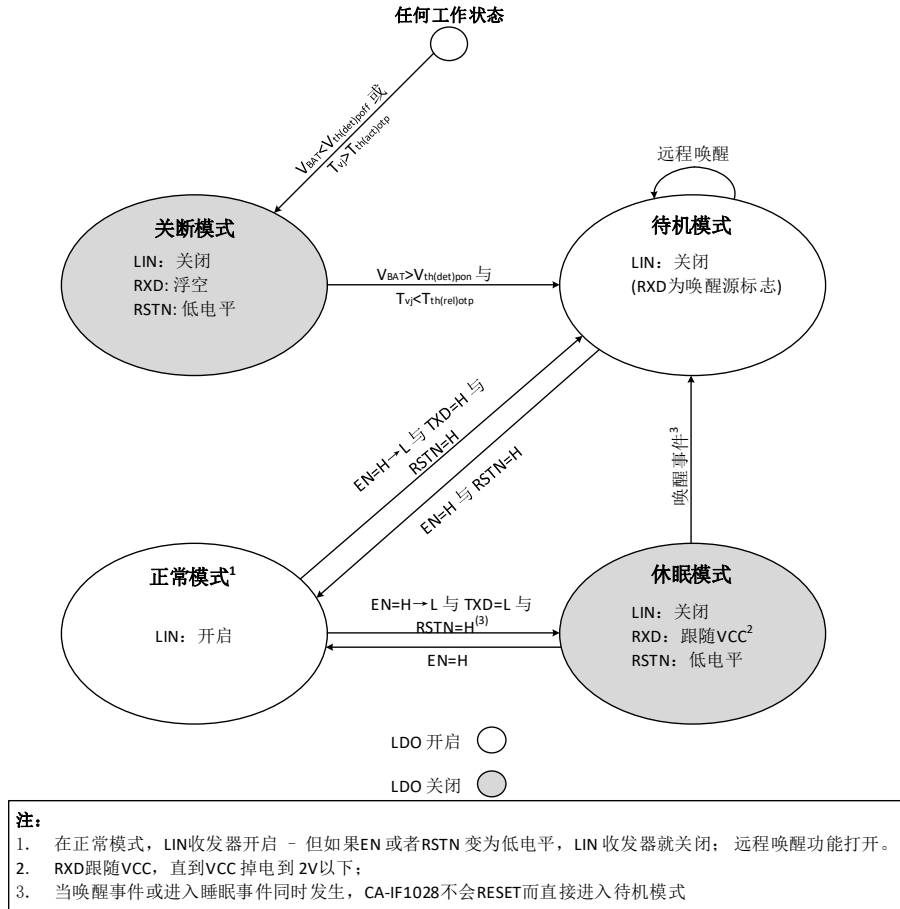 任何工作状态
VBAT<Vth(det)poff 或
Tvj>Tth(act)otp
远程唤醒
关断模式
LIN：关闭
RXD: 浮空
RSTN: 低电平
VBAT>Vth(det)pon 与
Tvj<Tth(rel)otp
待机模式
LIN：关闭
(RXD为唤醒源标志)
EN=H→L 与 TXD=H 与
RSTN=H
EN=H 与 RSTN=H
唤醒事件3
正常模式1
LIN：开启
EN=H→L 与 TXD=L 与
RSTN=H(3)
EN=H
休眠模式
LIN：关闭
RXD：跟随VCC2
RSTN：低电平
LDO 开启
LDO 关闭
注：
1. 在正常模式，LIN收发器开启 - 但如果EN 或者RSTN 变为低电平，LIN 收发器就关闭； 远程唤醒功能打开。
2. RXD跟随VCC，直到VCC 掉电到 2V以下；
3. 当唤醒事件或进入睡眠事件同时发生，CA-IF1028不会RESET而直接进入待机模式